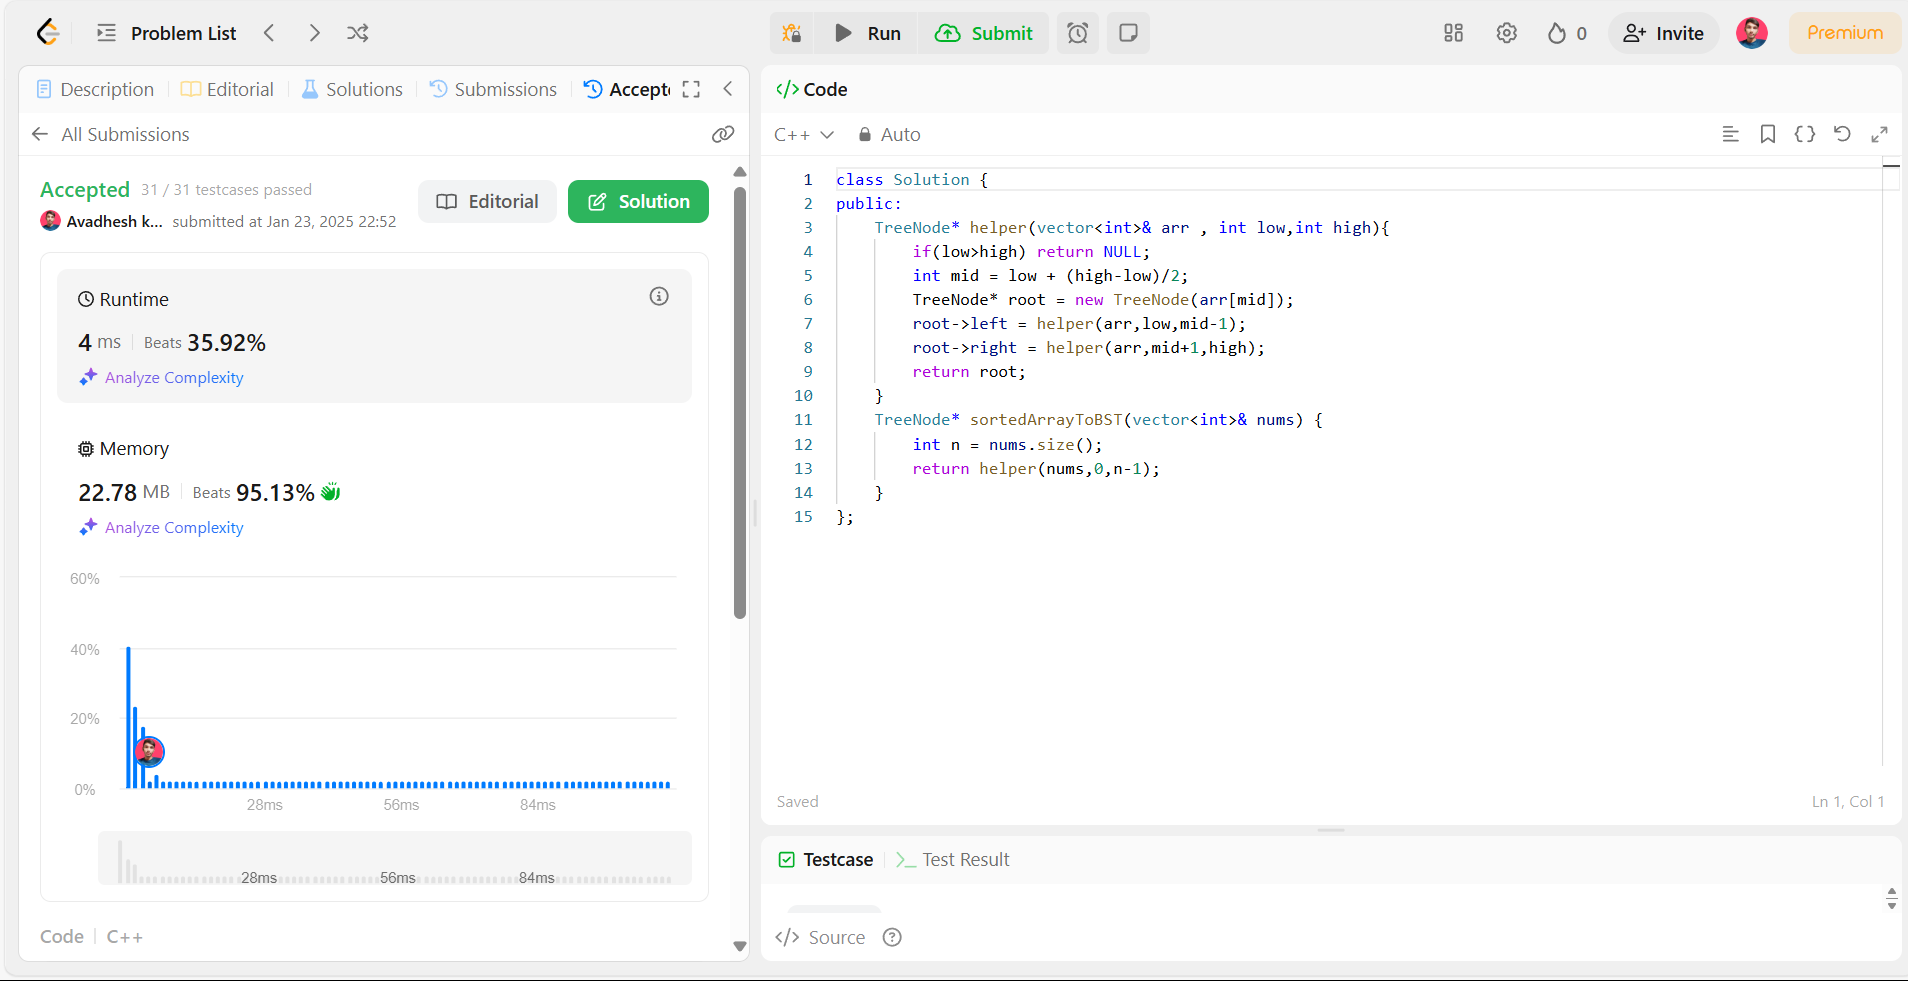 Problem List
Run
Submit
0
Invite
Premium
Description
Editorial
Solutions
Submissions
Accept
All Submissions
Accepted 31 / 31 testcases passed
Avadhesh k... submitted at Jan 23, 2025 22:52
Editorial
Solution
Runtime
4 ms Beats 35.92%
Analyze Complexity
Memory
22.78 MB Beats 95.13%
Analyze Complexity
60%
40%
20%
0%
28ms 56ms 84ms
28ms 56ms 84ms
Code C++
</> Code
C++ Auto
1 class Solution {
2 public:
3 TreeNode* helper(vector<int>& arr , int low,int high){
4 if(low>high) return NULL;
5 int mid = low + (high-low)/2;
6 TreeNode* root = new TreeNode(arr[mid]);
7 root->left = helper(arr,low,mid-1);
8 root->right = helper(arr,mid+1,high);
9 return root;
10 }
11 TreeNode* sortedArrayToBST(vector<int>& nums) {
12 int n = nums.size();
13 return helper(nums,0,n-1);
14 }
15 };
Saved
Ln 1, Col 1
Testcase
>_ Test Result
</> Source